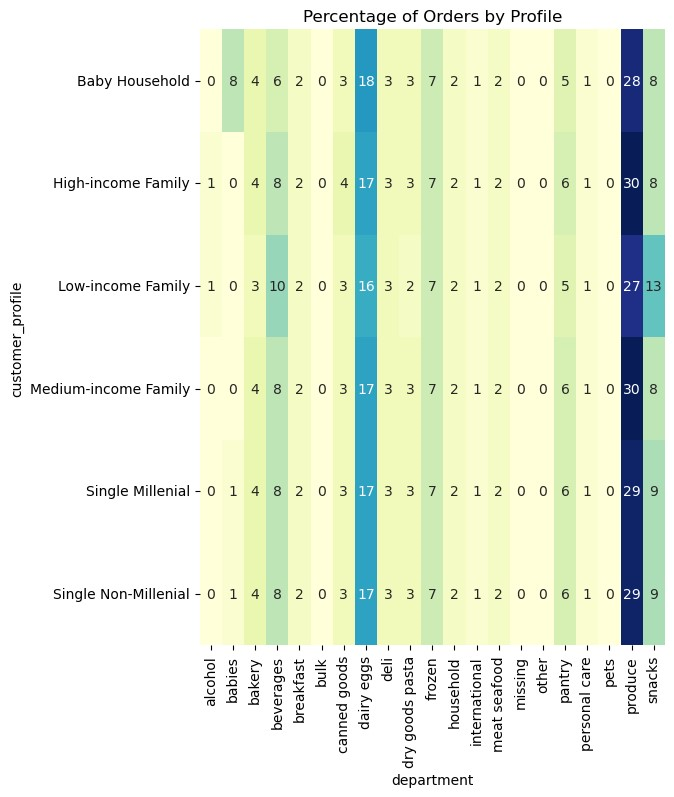 Percentage of Orders by Profile
customer_profile
Baby Household 0 8 4 6 2 0 3 18 3 3 7 2 1 2 0 0 5 1 0 28 8
High-income Family 1 0 4 8 2 0 4 17 3 3 7 2 1 2 0 0 6 1 0 30 8
Low-income Family 1 0 3 10 2 0 3 16 3 2 7 2 1 2 0 0 5 1 0 27 13
Medium-income Family 0 0 4 8 2 0 3 17 3 3 7 2 1 2 0 0 6 1 0 30 8
Single Millenial 0 1 4 8 2 0 3 17 3 3 7 2 1 2 0 0 6 1 0 29 9
Single Non-Millenial 0 1 4 8 2 0 3 17 3 3 7 2 1 2 0 0 6 1 0 29 9
alcohol
babies
bakery
beverages
breakfast
bulk
canned goods
dairy eggs
deli
dry goods pasta
frozen
household
international
meat seafood
missing
other
pantry
personal care
pets
produce
snacks
department